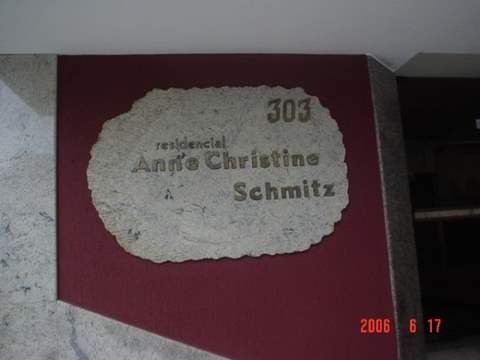 303
residencial
Anne Christine
Schmitz
2006 6 17